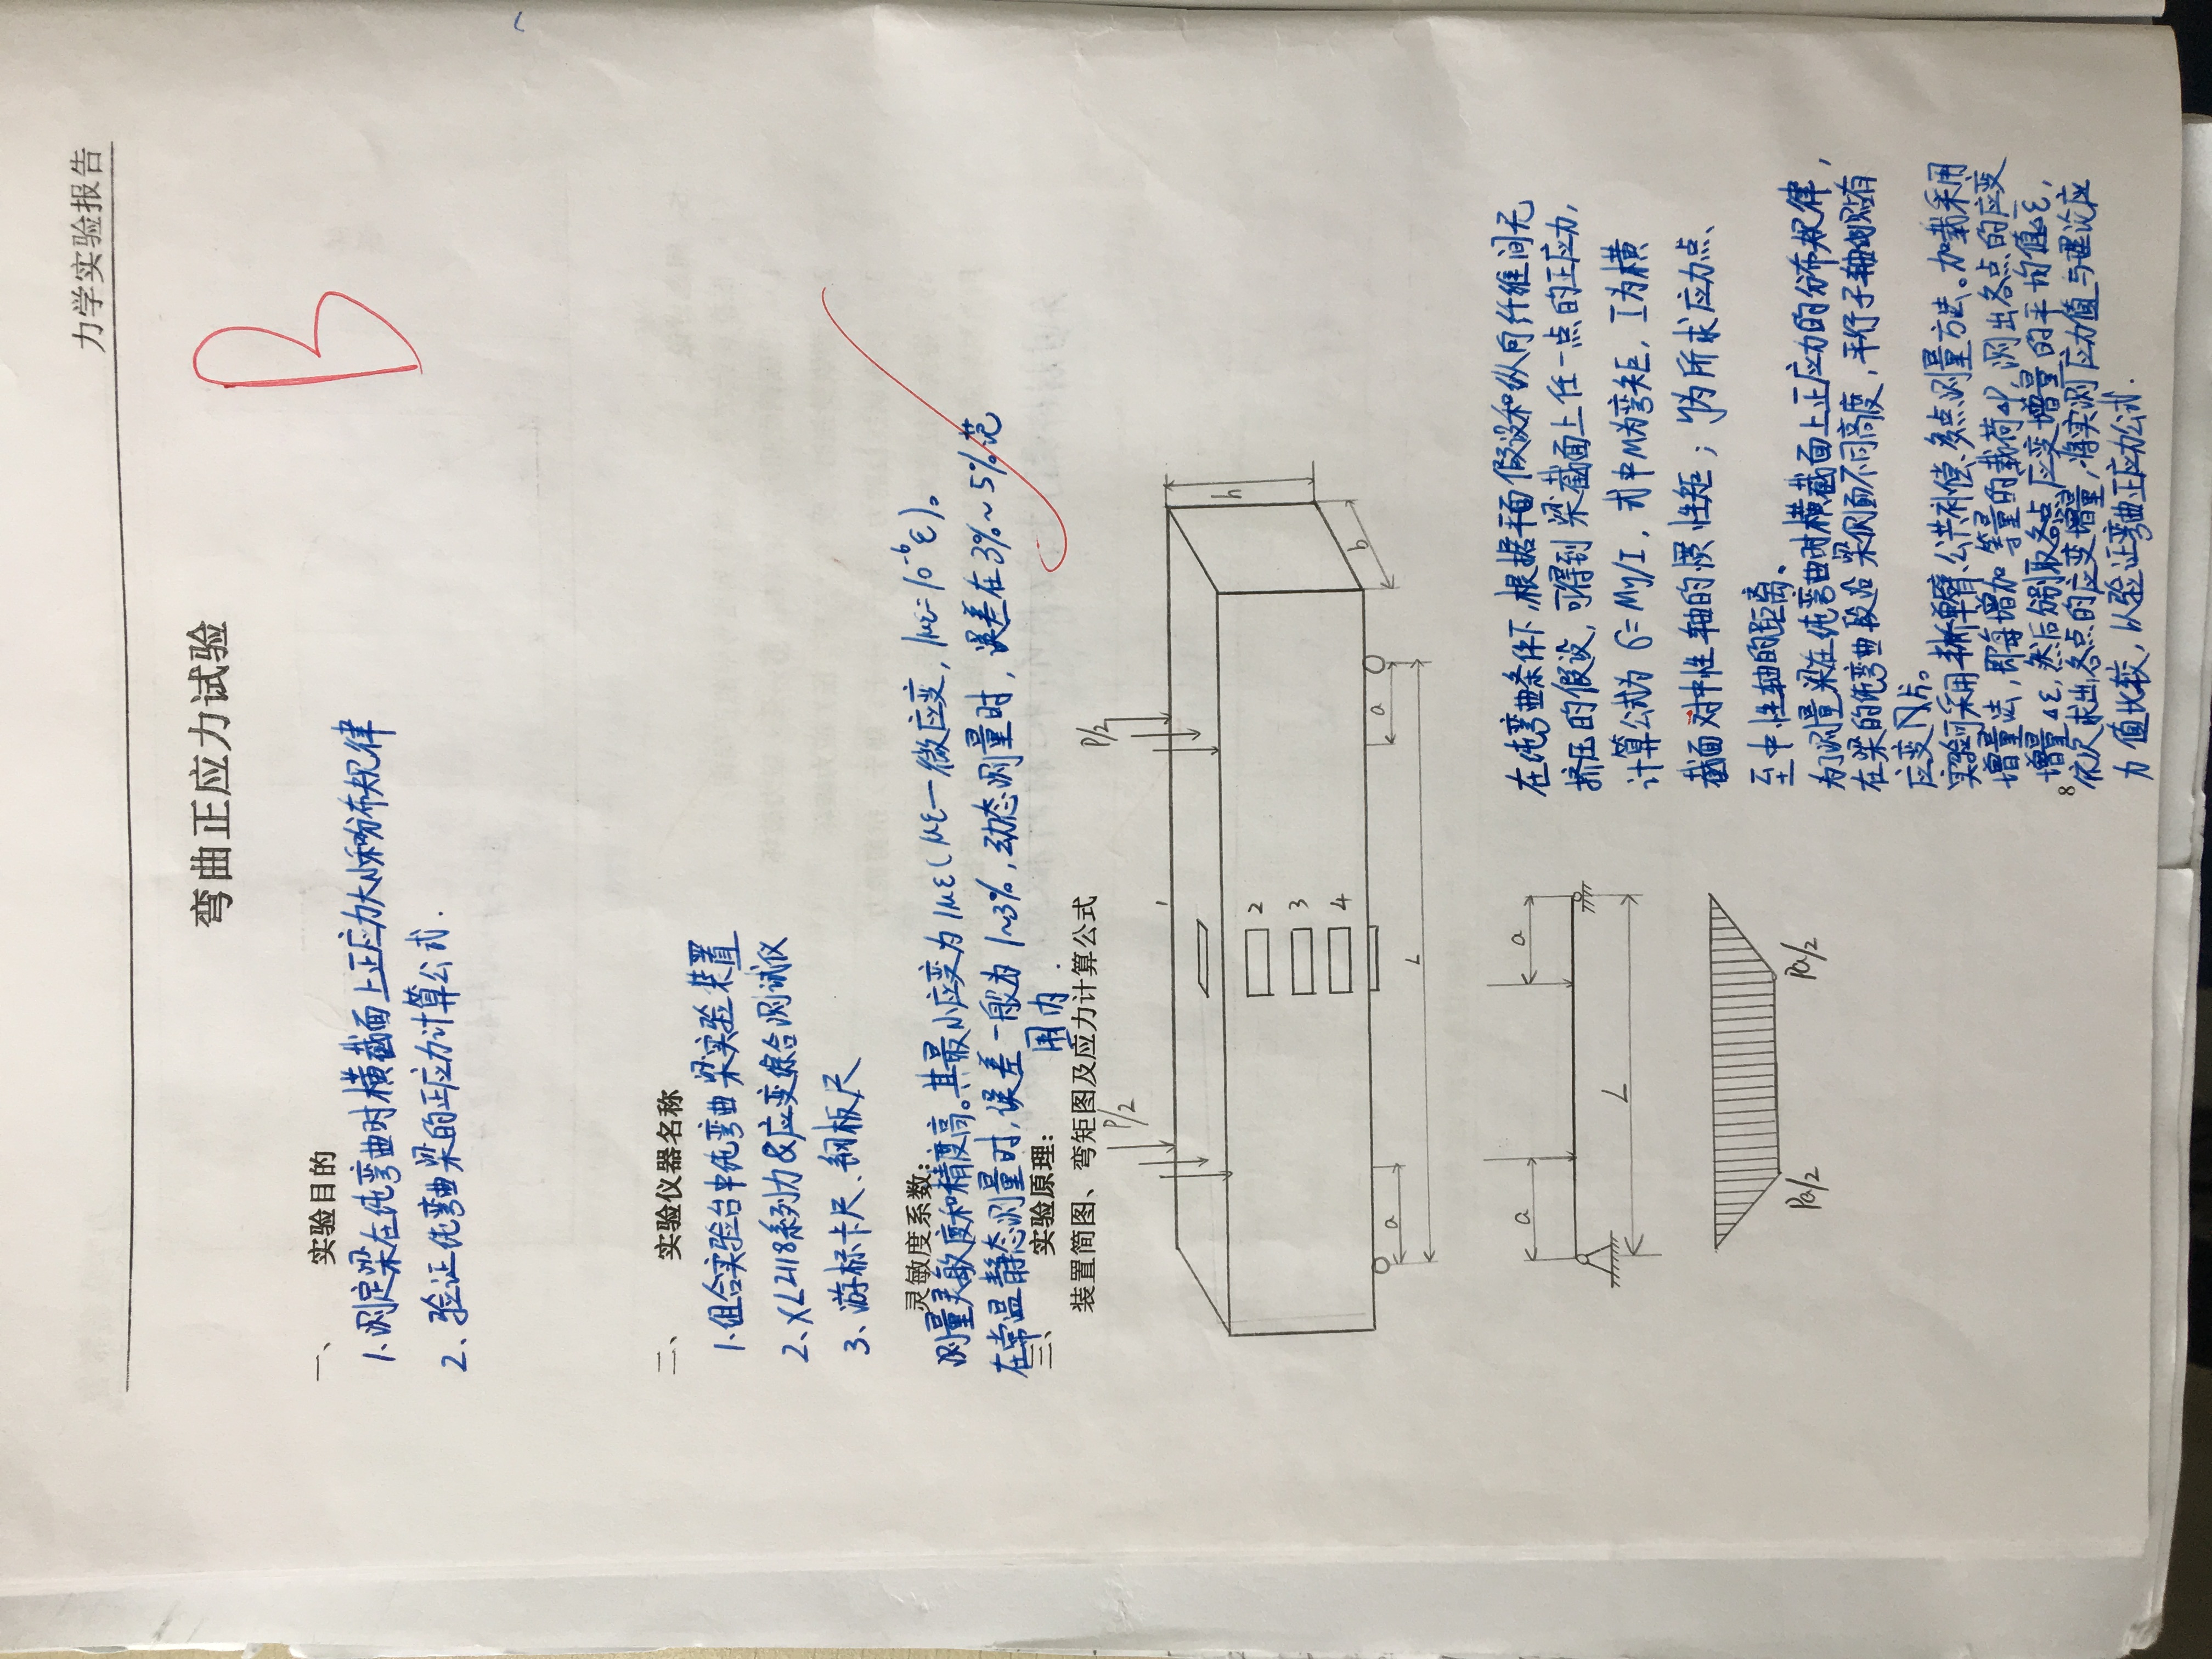 力学实验报告
B
弯曲正应力试验
一、 实验目的
1、测定梁在纯弯曲时横截面上正应力大小和分布规律
2、验证纯弯曲梁的正应力计算公式.
二、 实验仪器名称
1、组合实验台中纯弯曲梁实验装置
2、XL2118系列力&应变综合测试仪
3、游标卡尺、钢板尺
灵敏度系数:
测量灵敏度和精度高。其最小应变为1με(με—微应变,1με=10⁻⁶ε)。
在常温静态测量时,误差一般为1~3%,动态测量时,误差在3%~5%范
围内.
三、 实验原理:
装置简图、弯矩图及应力计算公式
P/2
P/2
1
2
3
4
h
b
a
a
L
a
a
L
Pa/2
Pa/2
在纯弯曲条件下,根据平面假设和纵向纤维间无
挤压的假设,可得到梁截面上任一点的正应力,
计算公式为 σ=My/I,式中M为弯矩,I为横
截面对中性轴的惯性矩;y为所求应力点、
至中性轴的距离。
为测量梁在纯弯曲时横截面上正应力的分布规律,
在梁的纯弯曲段沿梁侧面不同高度,平行于轴线贴有
应变片。
实验可采用半桥单臂、公共补偿、多点测量方法。加载采用
增量法,即每增加等量的载荷ΔP,测出各点的应变
增量Δε,然后分别取各点应变增量的平均值Δε,
依次求出各点的应变增量,将实测应力值与理论应
力值比较,以验证弯曲正应力公式.
8